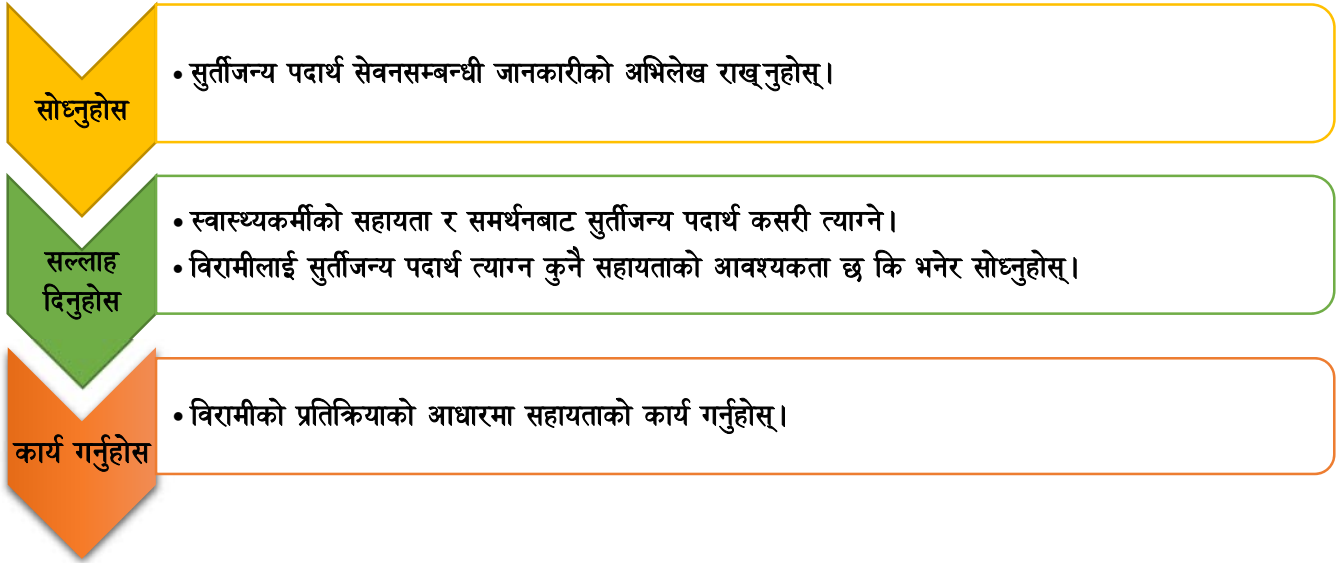 सोध्नुहोस
• सुर्तीजन्य पदार्थ सेवनसम्बन्धी जानकारीको अभिलेख राख्नुहोस्।
सल्लाह
दिनुहोस
• स्वास्थ्यकर्मीको सहायता र समर्थनबाट सुर्तीजन्य पदार्थ कसरी त्याग्ने।
• विरामीलाई सुर्तीजन्य पदार्थ त्याग्न कुनै सहायताको आवश्यकता छ कि भनेर सोध्नुहोस्।
कार्य गर्नुहोस
• विरामीको प्रतिक्रियाको आधारमा सहायताको कार्य गर्नुहोस्।